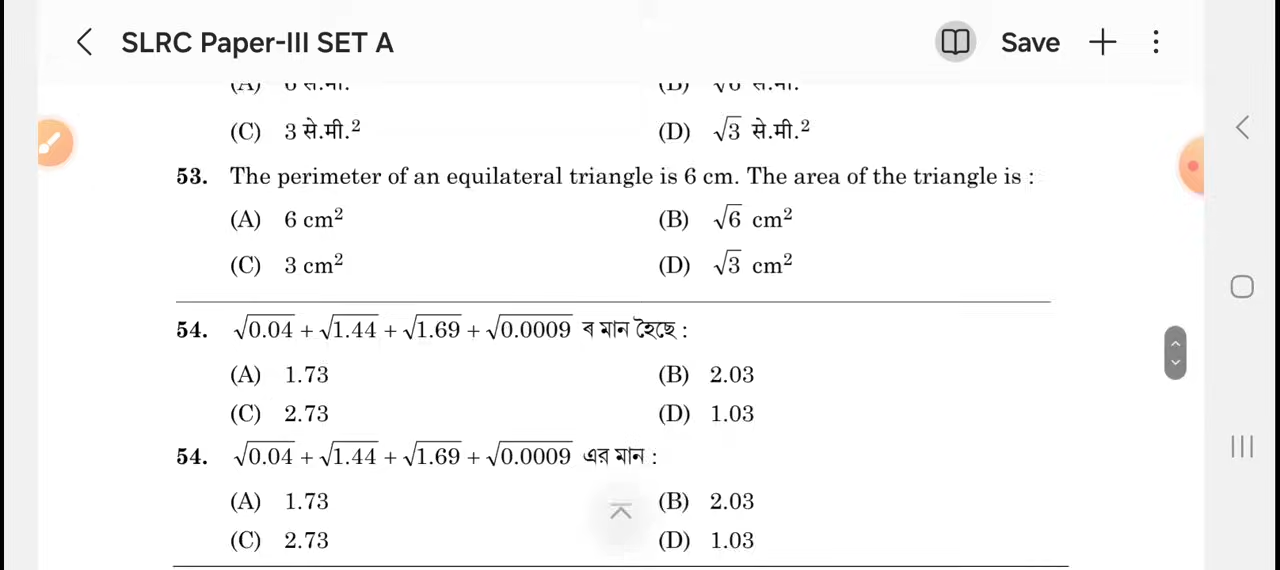 SLRC Paper-III SET A
Save
(C) 3 से.मी.² (D) √3 से.मी.²
53. The perimeter of an equilateral triangle is 6 cm. The area of the triangle is :
(A) 6 cm² (B) √6 cm²
(C) 3 cm² (D) √3 cm²
54. √0.04 + √1.44 + √1.69 + √0.0009 ৰ মান হৈছে :
(A) 1.73 (B) 2.03
(C) 2.73 (D) 1.03
54. √0.04 + √1.44 + √1.69 + √0.0009 এর মান :
(A) 1.73 (B) 2.03
(C) 2.73 (D) 1.03